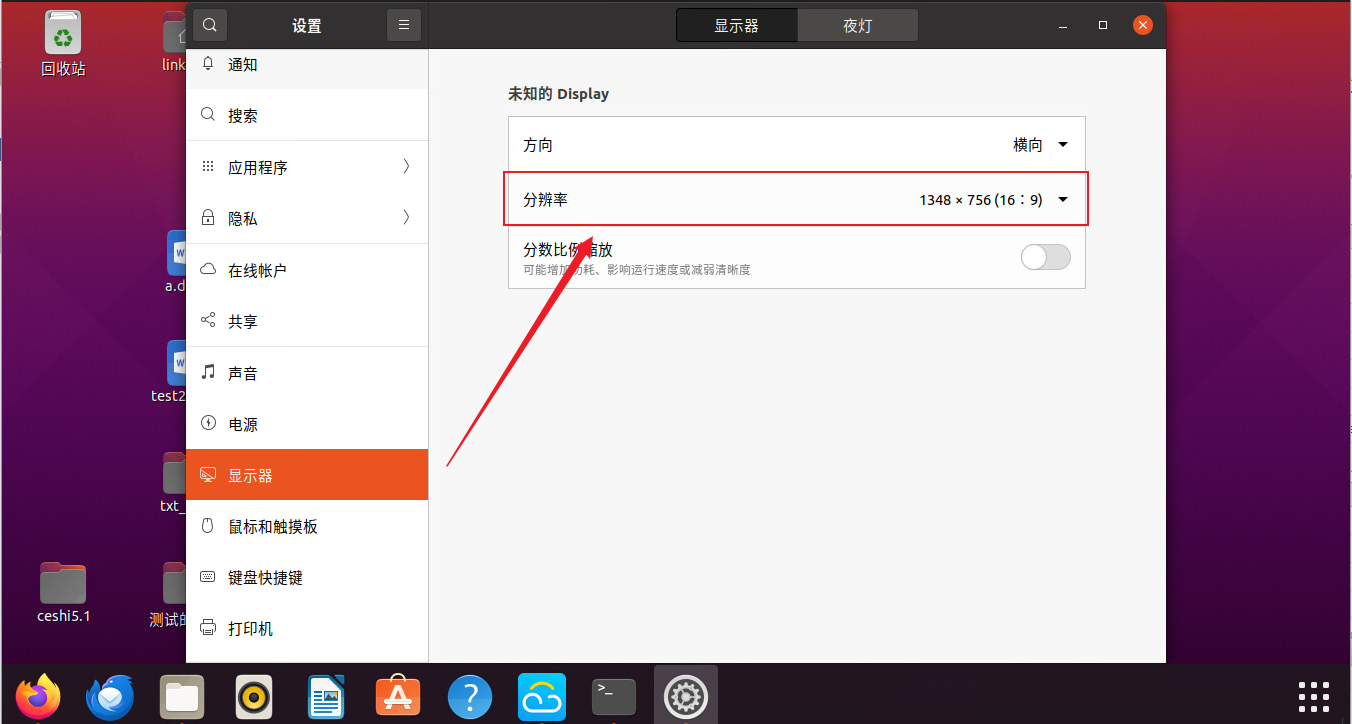 设置
显示器
夜灯
回收站
link
a.d
test2
txt_
ceshi5.1
测试的
通知
搜索
应用程序
隐私
在线帐户
共享
声音
电源
显示器
鼠标和触摸板
键盘快捷键
打印机
未知的 Display
方向
横向
分辨率
1348 × 756 (16∶9)
分数比例缩放
可能增加功耗、影响运行速度或减弱清晰度